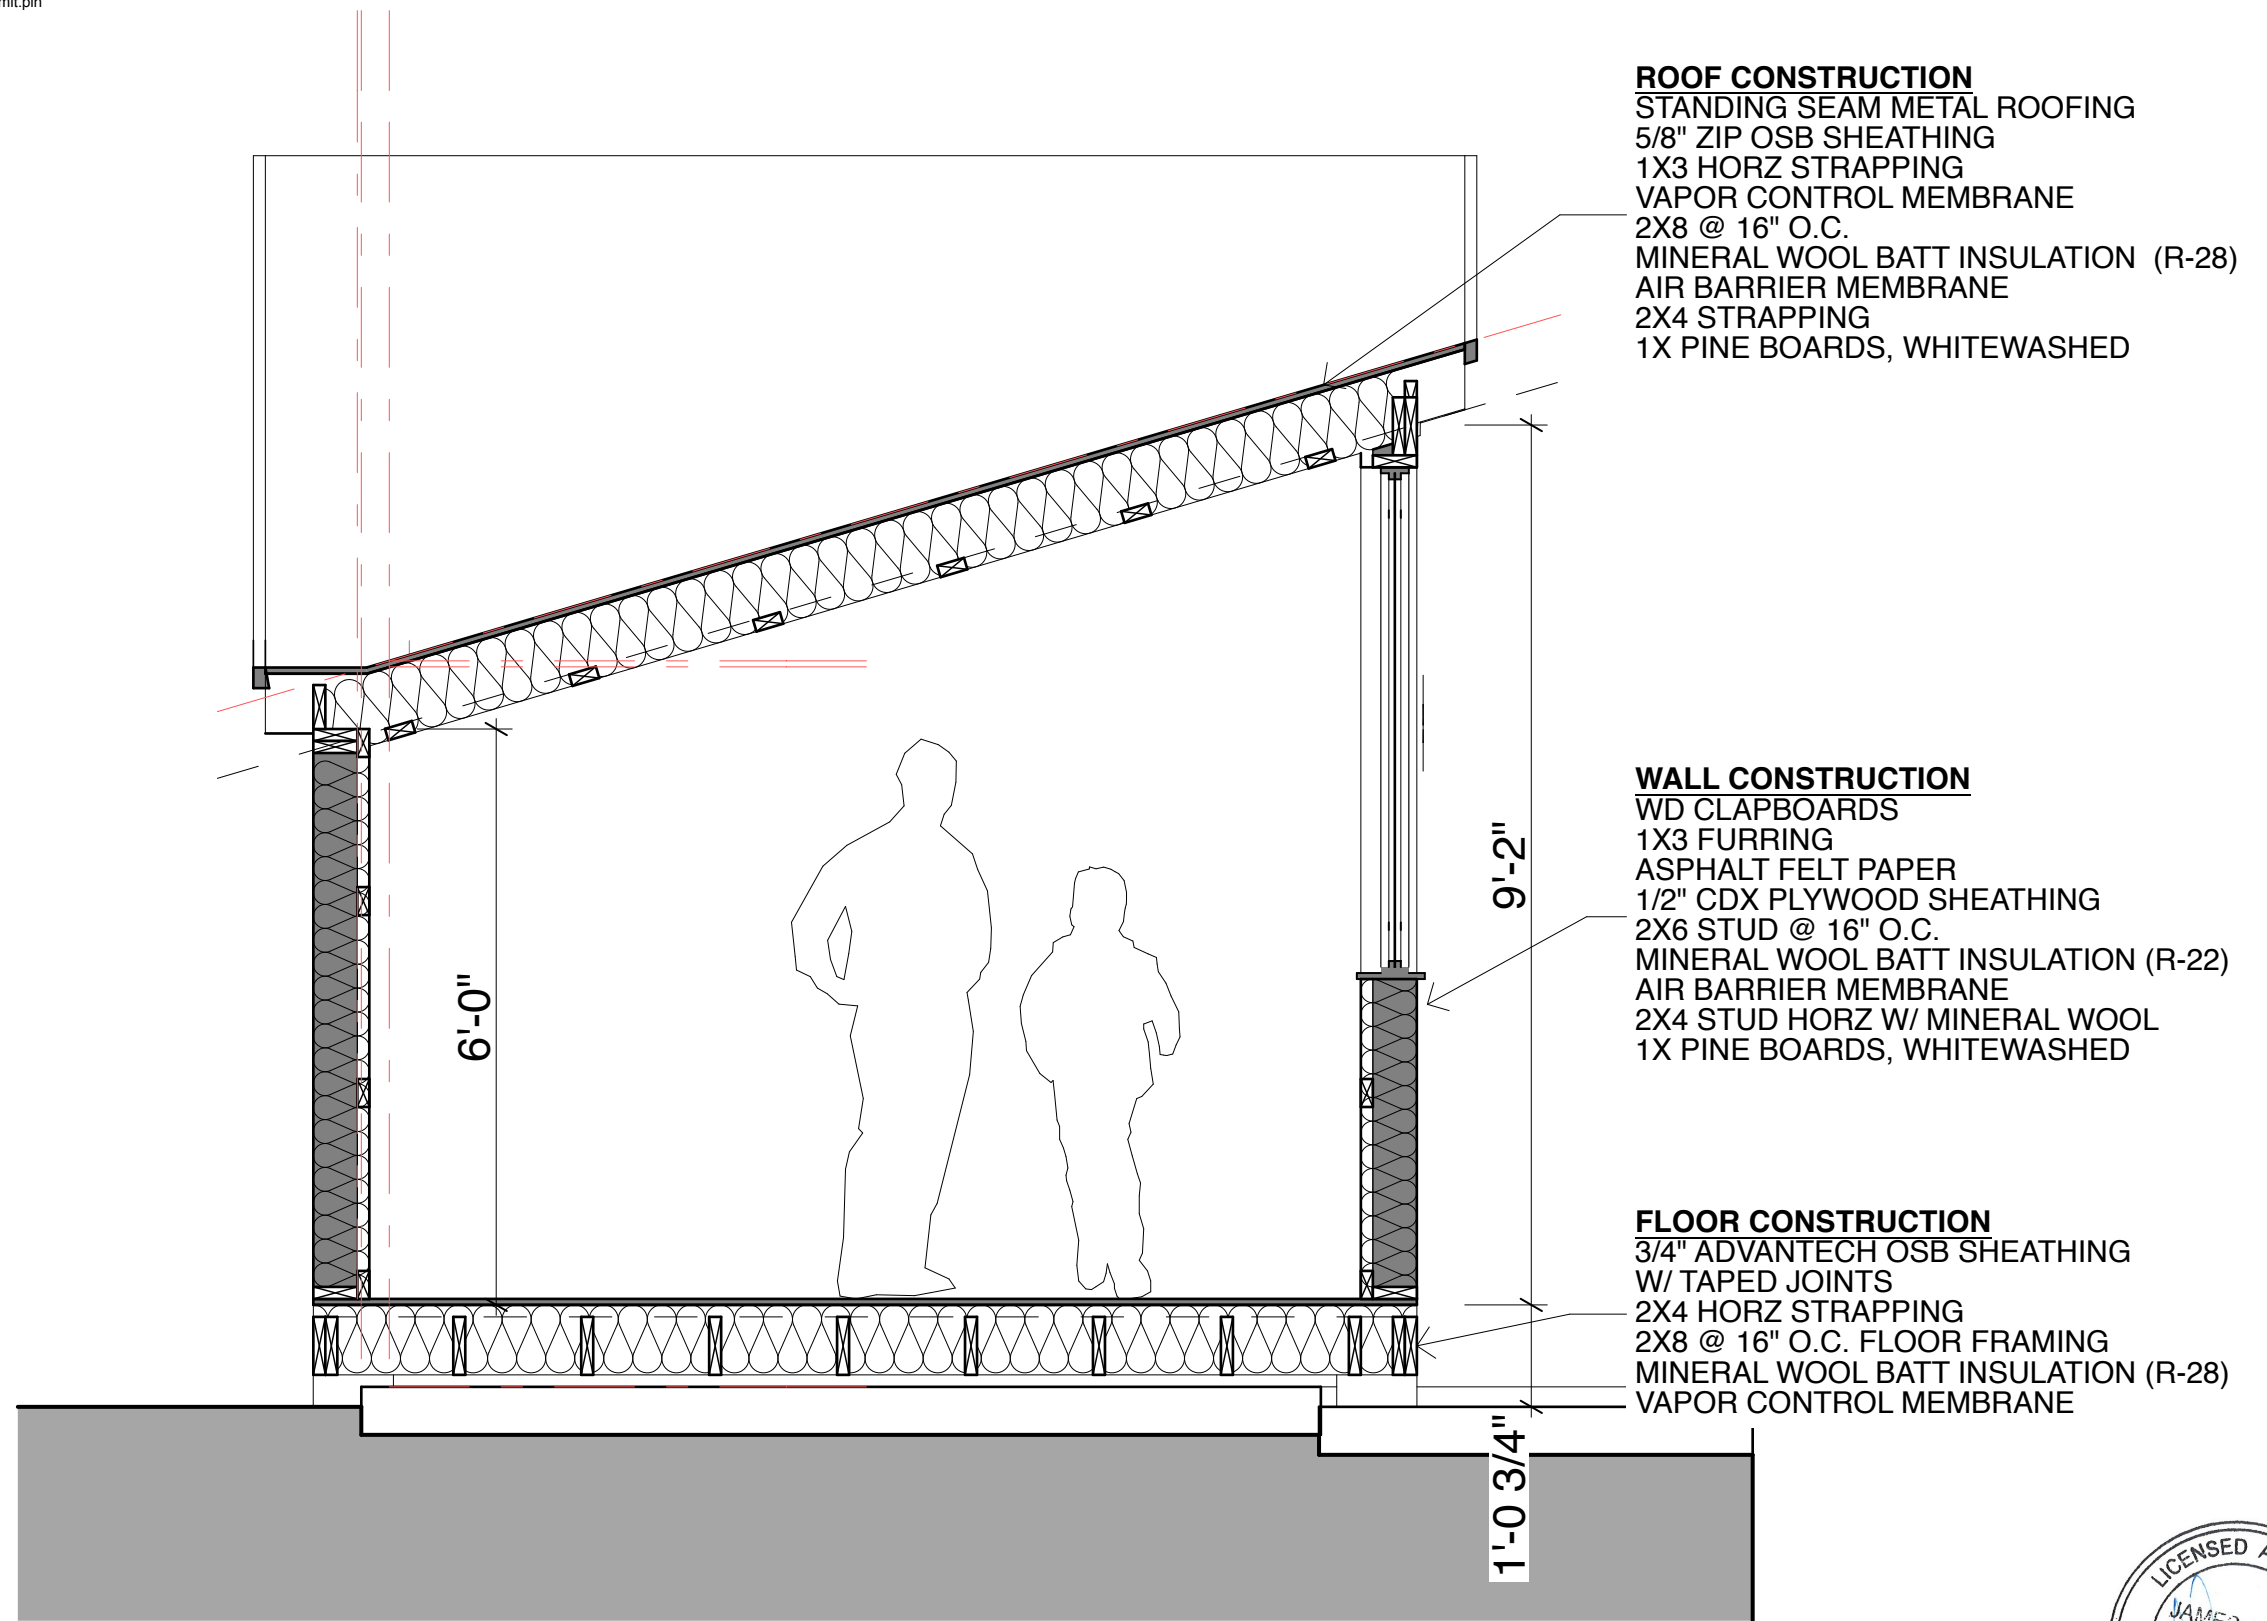 mit.pln
ROOF CONSTRUCTION
STANDING SEAM METAL ROOFING
5/8" ZIP OSB SHEATHING
1X3 HORZ STRAPPING
VAPOR CONTROL MEMBRANE
2X8 @ 16" O.C.
MINERAL WOOL BATT INSULATION (R-28)
AIR BARRIER MEMBRANE
2X4 STRAPPING
1X PINE BOARDS, WHITEWASHED
WALL CONSTRUCTION
WD CLAPBOARDS
1X3 FURRING
ASPHALT FELT PAPER
1/2" CDX PLYWOOD SHEATHING
2X6 STUD @ 16" O.C.
MINERAL WOOL BATT INSULATION (R-22)
AIR BARRIER MEMBRANE
2X4 STUD HORZ W/ MINERAL WOOL
1X PINE BOARDS, WHITEWASHED
9'-2"
6'-0"
FLOOR CONSTRUCTION
3/4" ADVANTECH OSB SHEATHING
W/ TAPED JOINTS
2X4 HORZ STRAPPING
2X8 @ 16" O.C. FLOOR FRAMING
MINERAL WOOL BATT INSULATION (R-28)
VAPOR CONTROL MEMBRANE
1'-0 3/4"
LICENSED